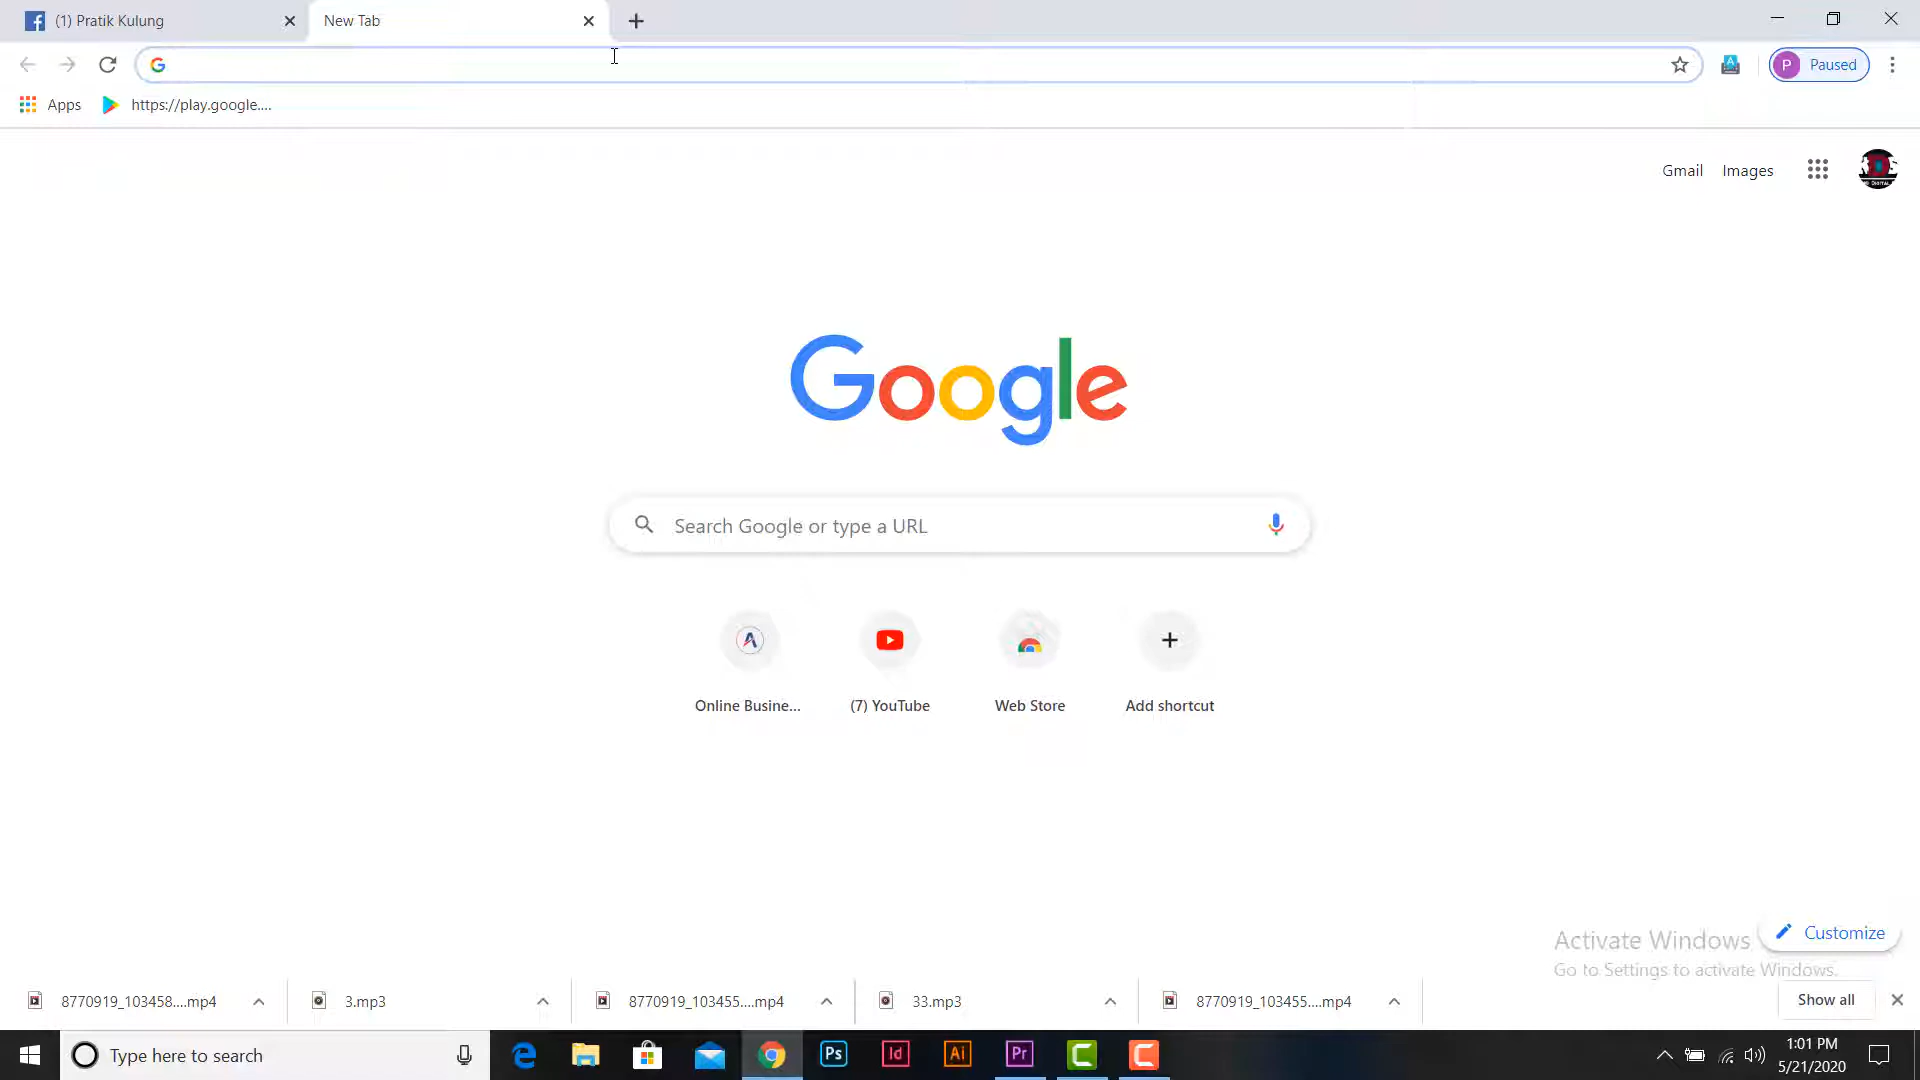 (1) Pratik Kulung
New Tab
Paused
Apps
https://play.google....
Gmail
Images
Google
Search Google or type a URL
Online Busine...
(7) YouTube
Web Store
Add shortcut
Activate Windows
Go to Settings to activate Windows.
Customize
8770919_103458....mp4
3.mp3
8770919_103455....mp4
33.mp3
8770919_103455....mp4
Show all
Type here to search
Ps
Id
Ai
Pr
1:01 PM
5/21/2020